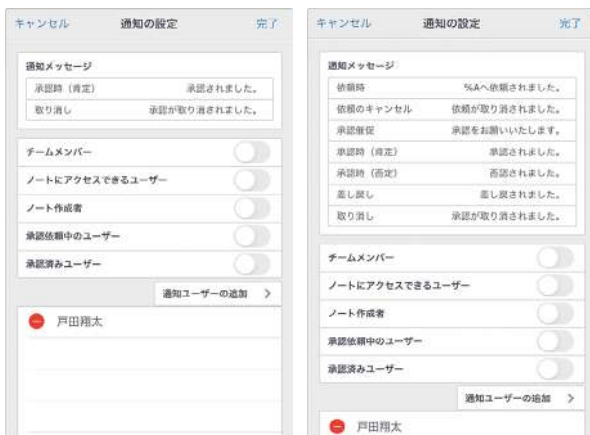 キャンセル 通知の設定 完了
通知メッセージ
承認時（肯定） 承認されました。
取り消し 承認が取り消されました。
チームメンバー
ノートにアクセスできるユーザー
ノート作成者
承認依頼中のユーザー
承認済みユーザー
通知ユーザーの追加 >
戸田翔太
キャンセル 通知の設定 完了
通知メッセージ
依頼時 %Aへ依頼されました。
依頼のキャンセル 依頼が取り消されました。
承認催促 承認をお願いいたします。
承認時（肯定） 承認されました。
承認時（否定） 否認されました。
差し戻し 差し戻されました。
取り消し 承認が取り消されました。
チームメンバー
ノートにアクセスできるユーザー
ノート作成者
承認依頼中のユーザー
承認済みユーザー
通知ユーザーの追加 >
戸田翔太